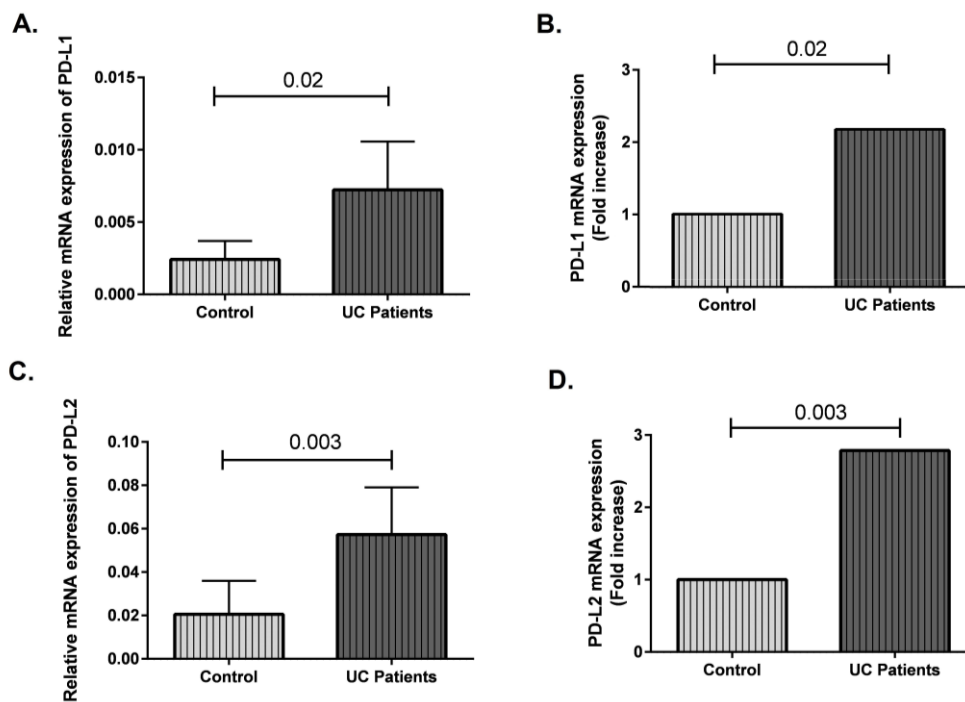 A.
Relative mRNA expression of PD-L1
0.015
0.010
0.005
0.000
0.02
Control
UC Patients
B.
PD-L1 mRNA expression
(Fold increase)
3
2
1
0
0.02
Control
UC Patients
C.
Relative mRNA expression of PD-L2
0.10
0.08
0.06
0.04
0.02
0.00
0.003
Control
UC Patients
D.
PD-L2 mRNA expression
(Fold increase)
3
2
1
0
0.003
Control
UC Patients